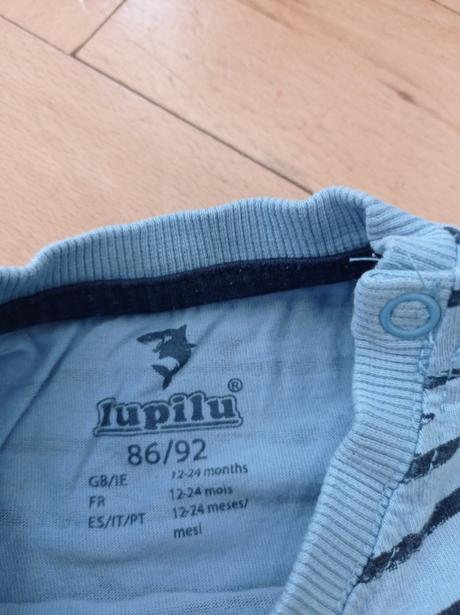 lupilu®
86/92
GB/IE 12-24 months
FR 12-24 mois
ES/IT/PT 12-24 meses/
mesi